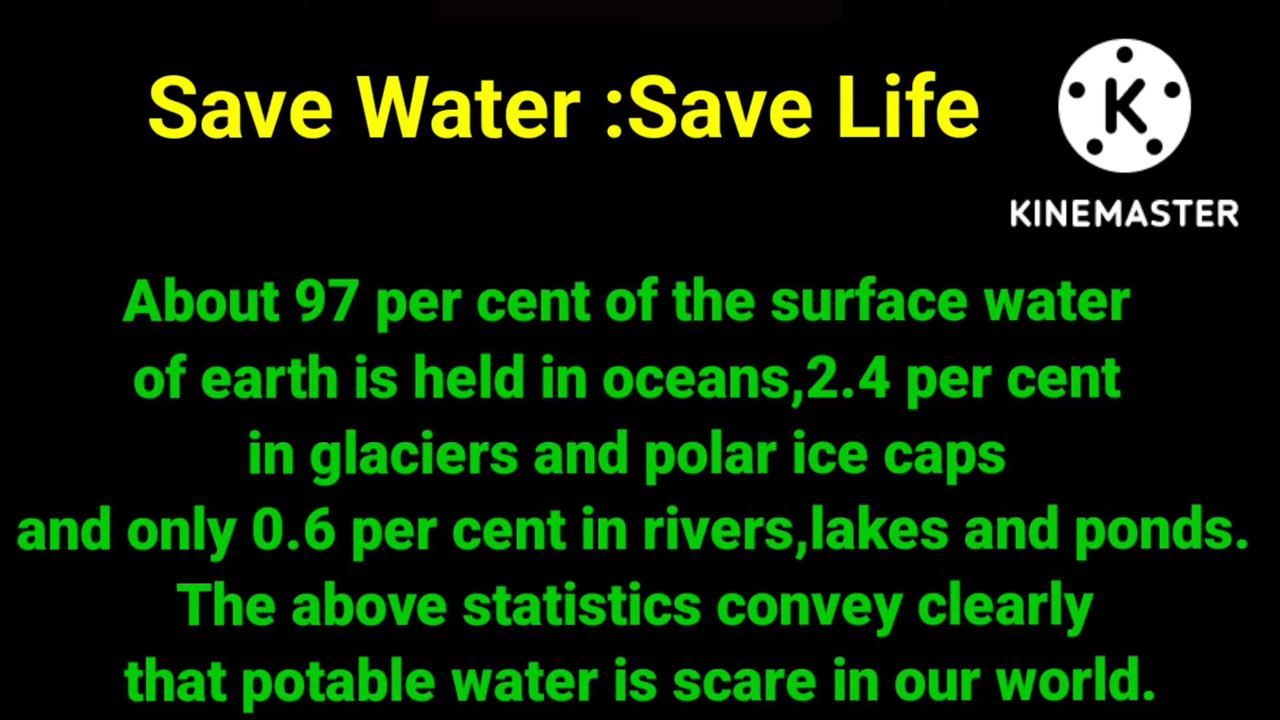 Save Water :Save Life
K
KINEMASTER
About 97 per cent of the surface water
of earth is held in oceans,2.4 per cent
in glaciers and polar ice caps
and only 0.6 per cent in rivers,lakes and ponds.
The above statistics convey clearly
that potable water is scare in our world.